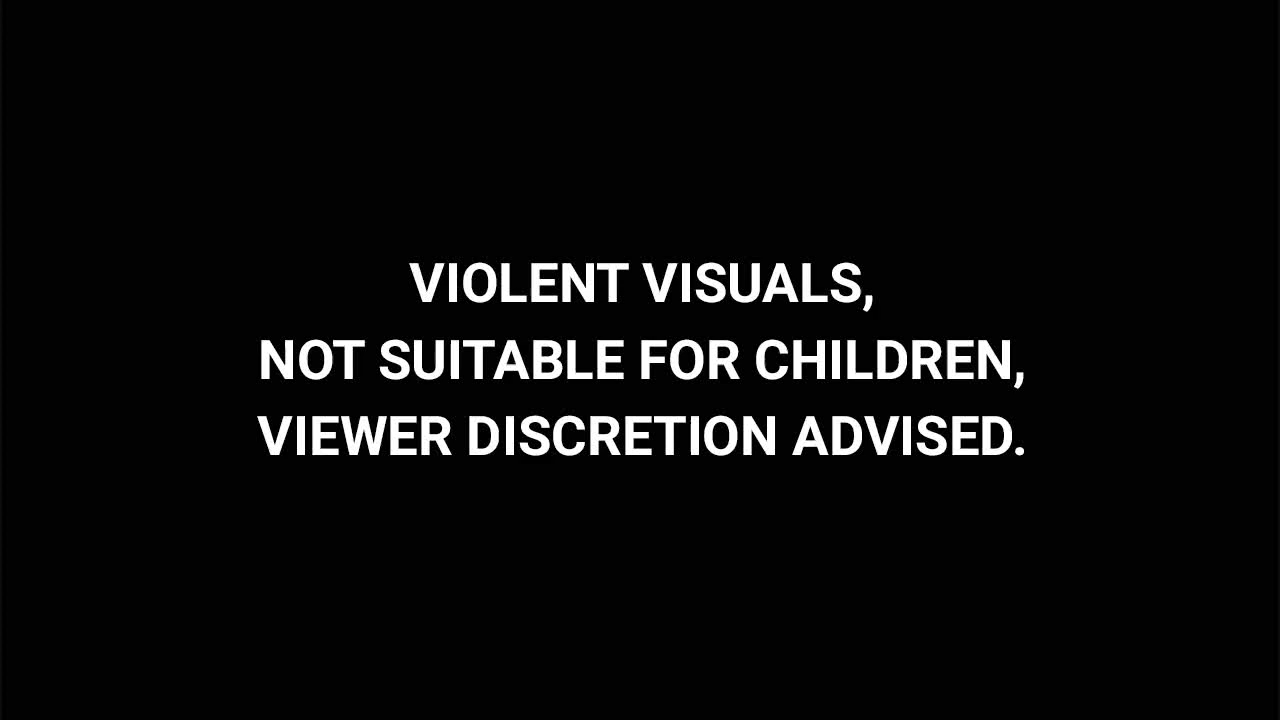 VIOLENT VISUALS,
NOT SUITABLE FOR CHILDREN,
VIEWER DISCRETION ADVISED.